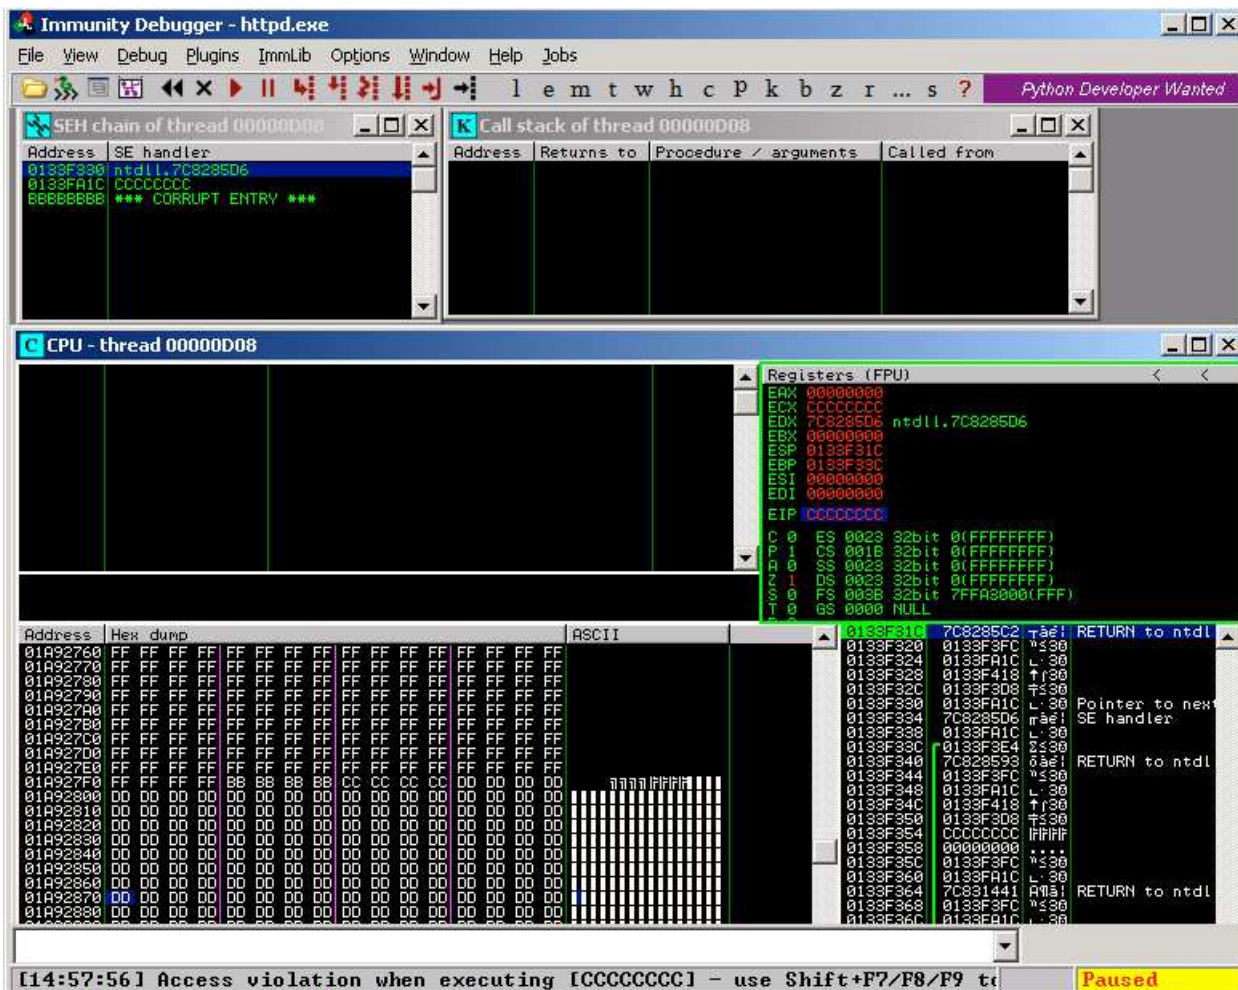 Immunity Debugger - httpd.exe
File View Debug Plugins ImmLib Options Window Help Jobs
l e m t w h c P k b z r ... s ?
Python Developer Wanted
SEH chain of thread 00000D08
Address SE handler
0133F330 ntdll.7C8285D6
0133FA1C CCCCCCCC
BBBBBBBB *** CORRUPT ENTRY ***
K Call stack of thread 00000D08
Address Returns to Procedure / arguments Called from
C CPU - thread 00000D08
Registers (FPU) < <
EAX 00000000
ECX CCCCCCCC
EDX 7C8285D6 ntdll.7C8285D6
EBX 00000000
ESP 0133F31C
EBP 0133F33C
ESI 00000000
EDI 00000000
EIP CCCCCCCC
C 0 ES 0023 32bit 0(FFFFFFFF)
P 1 CS 001B 32bit 0(FFFFFFFF)
A 0 SS 0023 32bit 0(FFFFFFFF)
Z 1 DS 0023 32bit 0(FFFFFFFF)
S 0 FS 003B 32bit 7FFA3000(FFF)
T 0 GS 0000 NULL
Address Hex dump ASCII
01A92760 FF FF FF FF FF FF FF FF FF FF FF FF FF FF FF FF
01A92770 FF FF FF FF FF FF FF FF FF FF FF FF FF FF FF FF
01A92780 FF FF FF FF FF FF FF FF FF FF FF FF FF FF FF FF
01A92790 FF FF FF FF FF FF FF FF FF FF FF FF FF FF FF FF
01A927A0 FF FF FF FF FF FF FF FF FF FF FF FF FF FF FF FF
01A927B0 FF FF FF FF FF FF FF FF FF FF FF FF FF FF FF FF
01A927C0 FF FF FF FF FF FF FF FF FF FF FF FF FF FF FF FF
01A927D0 FF FF FF FF FF FF FF FF FF FF FF FF FF FF FF FF
01A927E0 FF FF FF FF FF FF FF FF FF FF FF FF FF FF FF FF
01A927F0 FF FF FF FF BB BB BB BB CC CC CC CC DD DD DD DD
01A92800 DD DD DD DD DD DD DD DD DD DD DD DD DD DD DD DD
01A92810 DD DD DD DD DD DD DD DD DD DD DD DD DD DD DD DD
01A92820 DD DD DD DD DD DD DD DD DD DD DD DD DD DD DD DD
01A92830 DD DD DD DD DD DD DD DD DD DD DD DD DD DD DD DD
01A92840 DD DD DD DD DD DD DD DD DD DD DD DD DD DD DD DD
01A92850 DD DD DD DD DD DD DD DD DD DD DD DD DD DD DD DD
01A92860 DD DD DD DD DD DD DD DD DD DD DD DD DD DD DD DD
01A92870 DD DD DD DD DD DD DD DD DD DD DD DD DD DD DD DD
01A92880 DD DD DD DD DD DD DD DD DD DD DD DD DD DD DD DD
0133F31C 7C8285C2 RETURN to ntdl
0133F320 0133F3FC
0133F324 0133FA1C
0133F328 0133F418
0133F32C 0133F3D8
0133F330 0133FA1C Pointer to next
0133F334 7C8285D6 SE handler
0133F338 0133FA1C
0133F33C 0133F3E4
0133F340 7C828593 RETURN to ntdl
0133F344 0133F3FC
0133F348 0133FA1C
0133F34C 0133F418
0133F350 0133F3D8
0133F354 CCCCCCCC
0133F358 00000000 ....
0133F35C 0133F3FC
0133F360 0133FA1C
0133F364 7C831441 RETURN to ntdl
0133F368 0133F3FC
0133F36C 0133FA1C
[14:57:56] Access violation when executing [CCCCCCCC] - use Shift+F7/F8/F9 to
Paused